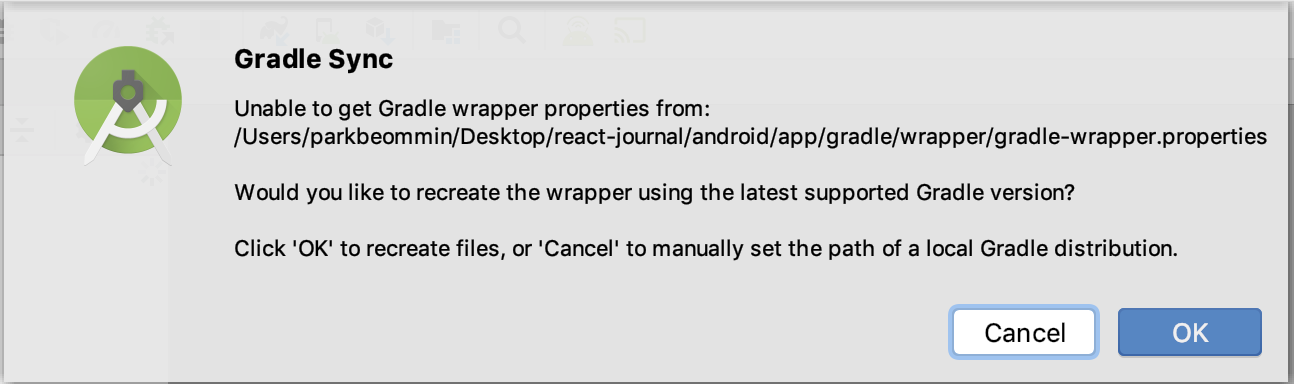 Gradle Sync
Unable to get Gradle wrapper properties from:
/Users/parkbeommin/Desktop/react-journal/android/app/gradle/wrapper/gradle-wrapper.properties
Would you like to recreate the wrapper using the latest supported Gradle version?
Click 'OK' to recreate files, or 'Cancel' to manually set the path of a local Gradle distribution.
Cancel OK